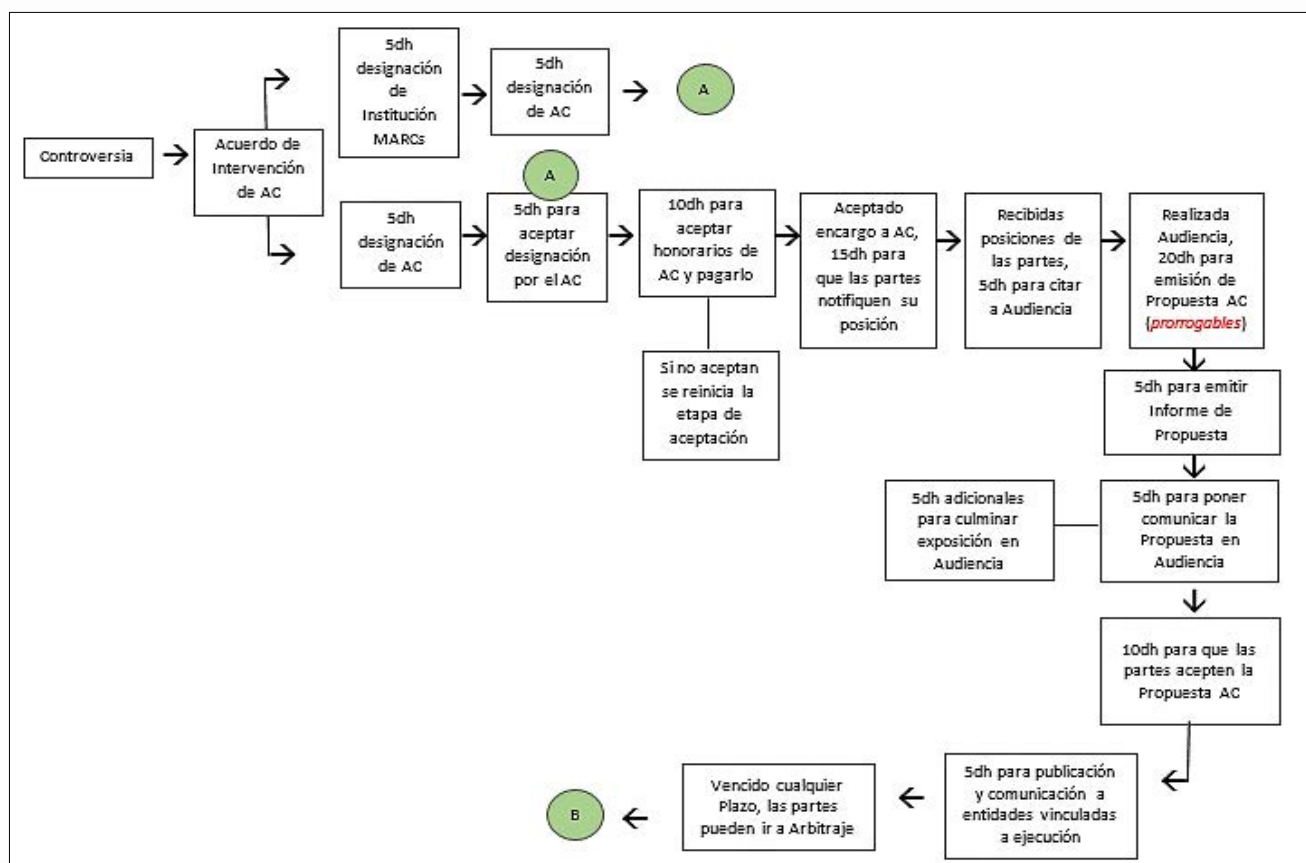 5dh
designación
de
Institución
MARCs
5dh
designación
de AC
A
Controversia
Acuerdo de
Intervención
de AC
5dh
designación
de AC
A
5dh para
aceptar
designación
por el AC
10dh para
aceptar
honorarios de
AC y pagarlo
Aceptado
encargo a AC,
15dh para
que las partes
notifiquen su
posición
Recibidas
posiciones de
las partes,
5dh para citar
a Audiencia
Realizada
Audiencia,
20dh para
emisión de
Propuesta AC
(prorrogables)
Si no aceptan
se reinicia la
etapa de
aceptación
5dh para emitir
Informe de
Propuesta
5dh adicionales
para culminar
exposición en
Audiencia
5dh para poner
comunicar la
Propuesta en
Audiencia
10dh para que las
partes acepten la
Propuesta AC
5dh para publicación
y comunicación a
entidades vinculadas
a ejecución
Vencido cualquier
Plazo, las partes
pueden ir a Arbitraje
B